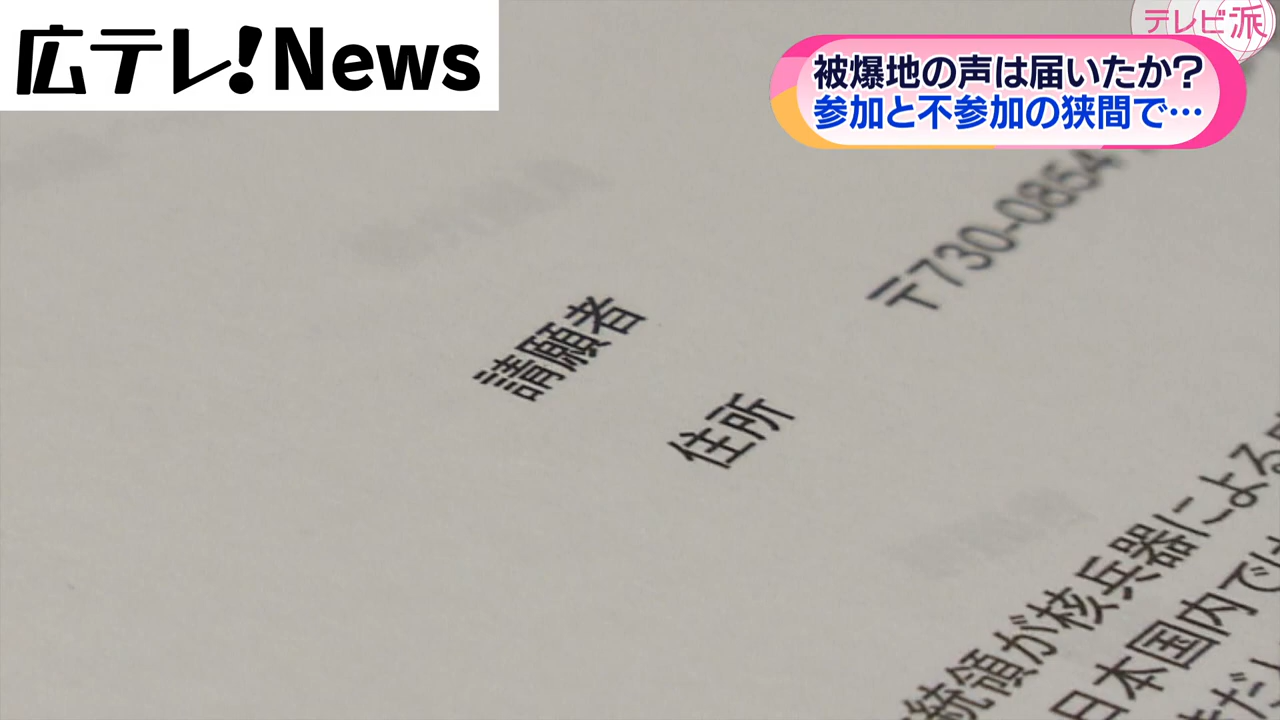 広テレ!News
テレビ派
被爆地の声は届いたか?
参加と不参加の狭間で…
〒730-0854
請願者
住所
統領が核兵器による
日本国内では